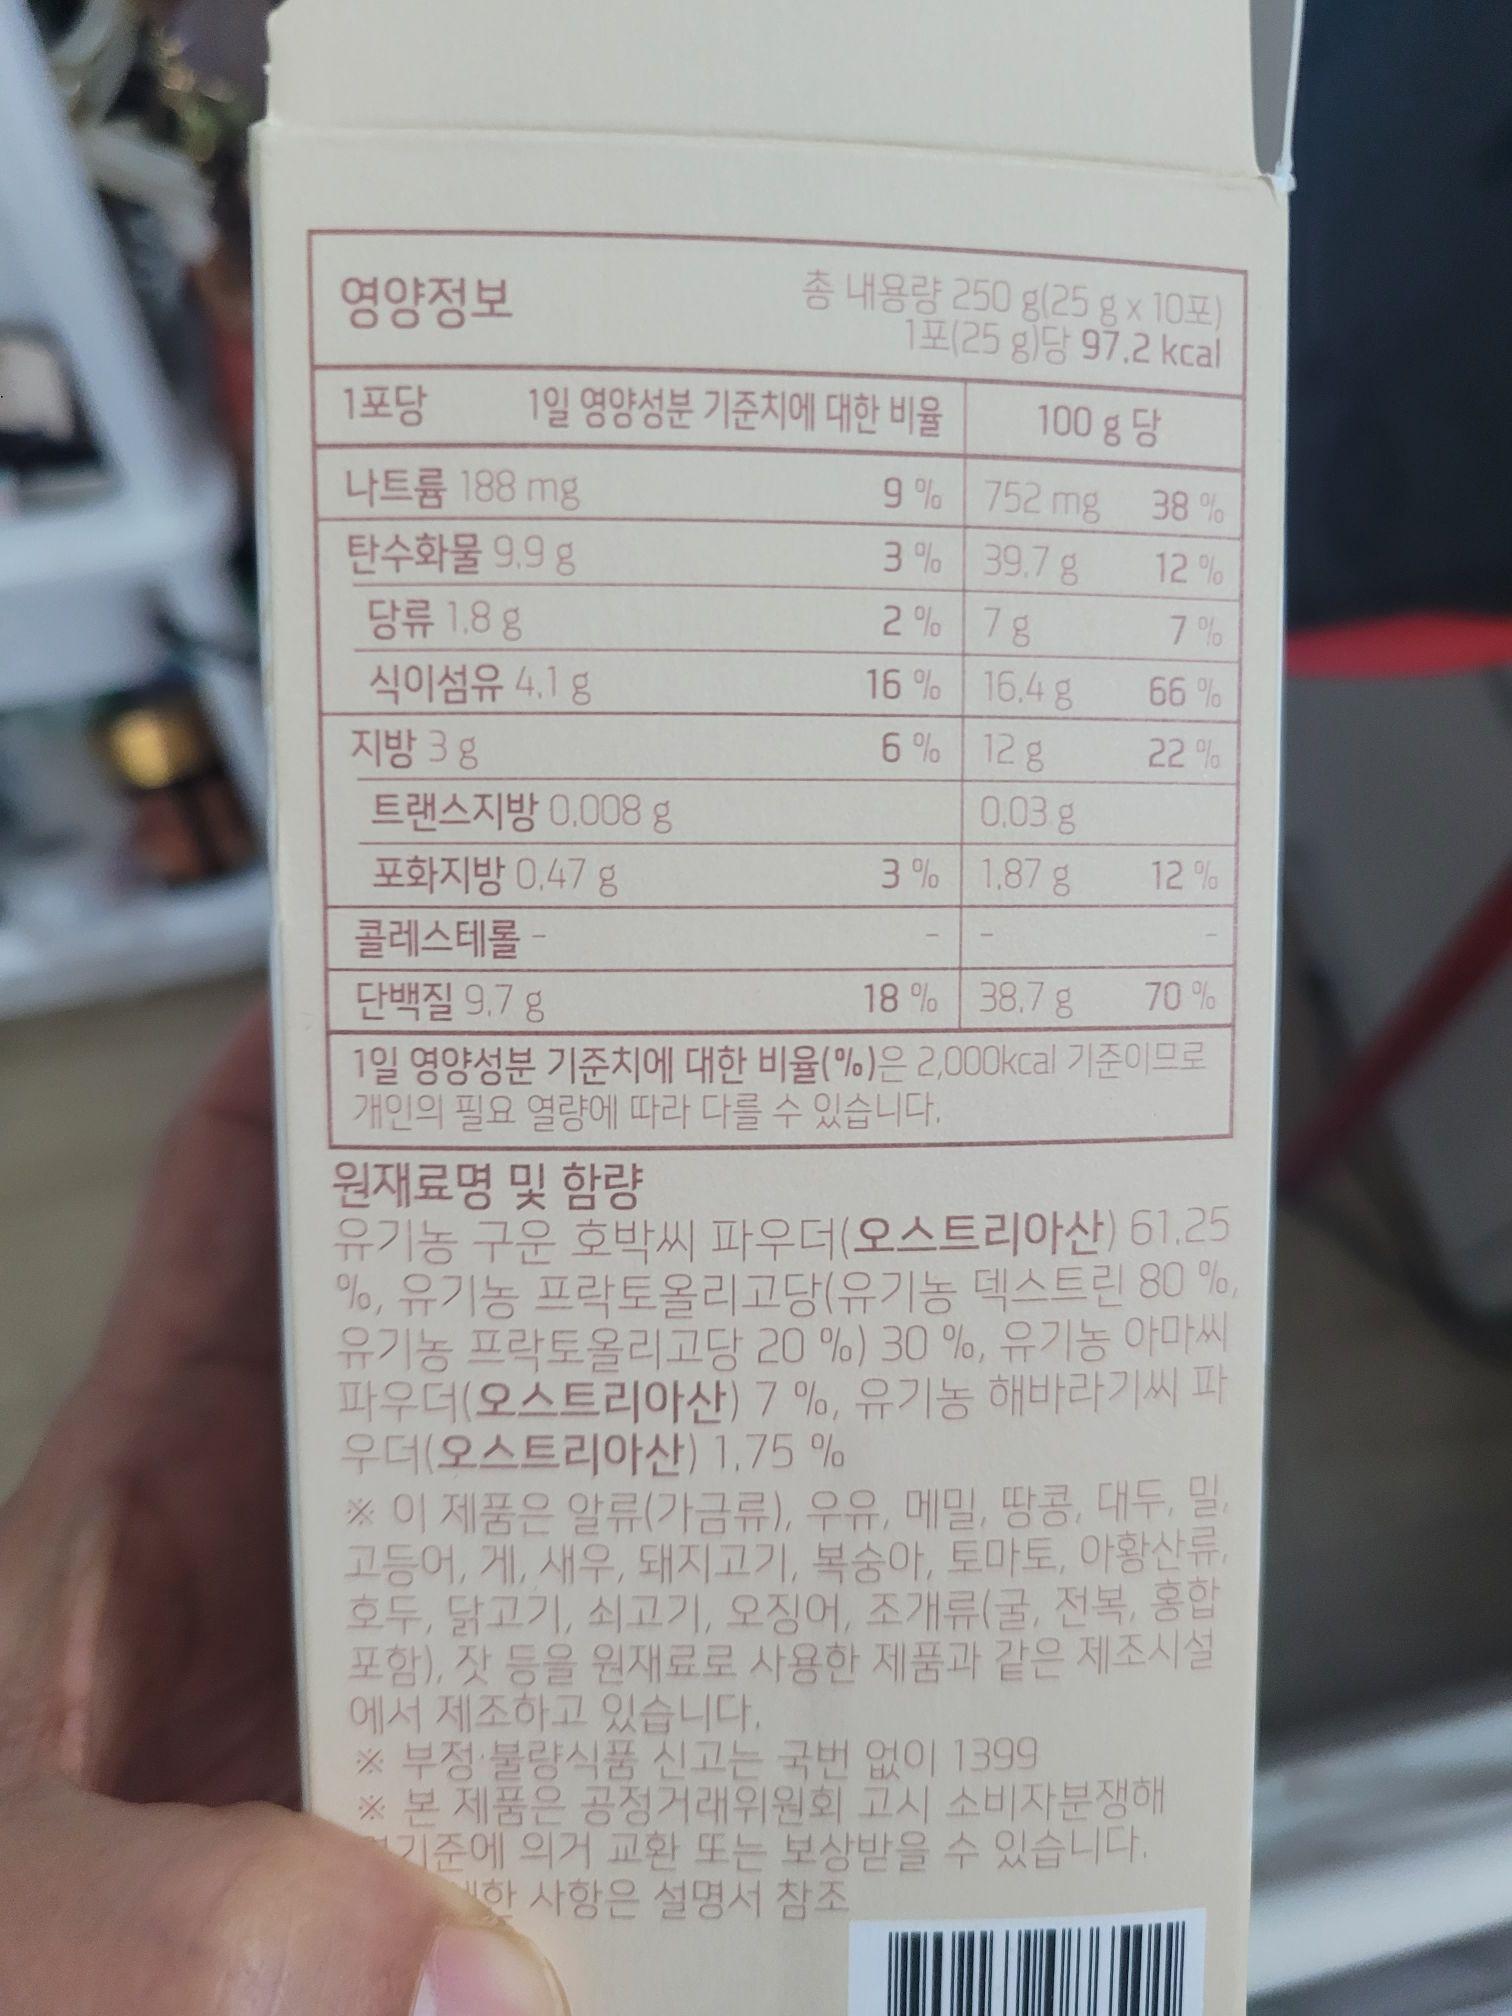 영양정보
총 내용량 250 g(25 g x 10포)
1포(25 g)당 97.2 kcal
1포당 1일 영양성분 기준치에 대한 비율 100 g 당
나트륨 188 mg 9 % 752 mg 38 %
탄수화물 9.9 g 3 % 39.7 g 12 %
당류 1.8 g 2 % 7 g 7 %
식이섬유 4.1 g 16 % 16.4 g 66 %
지방 3 g 6 % 12 g 22 %
트랜스지방 0.008 g 0.03 g
포화지방 0.47 g 3 % 1.87 g 12 %
콜레스테롤 - - - -
단백질 9.7 g 18 % 38.7 g 70 %
1일 영양성분 기준치에 대한 비율(%)은 2,000kcal 기준이므로
개인의 필요 열량에 따라 다를 수 있습니다.
원재료명 및 함량
유기농 구운 호박씨 파우더(오스트리아산) 61.25
%, 유기농 프락토올리고당(유기농 덱스트린 80 %,
유기농 프락토올리고당 20 %) 30 %, 유기농 아마씨
파우더(오스트리아산) 7 %, 유기농 해바라기씨 파
우더(오스트리아산) 1.75 %
※ 이 제품은 알류(가금류), 우유, 메밀, 땅콩, 대두, 밀,
고등어, 게, 새우, 돼지고기, 복숭아, 토마토, 아황산류,
호두, 닭고기, 쇠고기, 오징어, 조개류(굴, 전복, 홍합
포함), 잣 등을 원재료로 사용한 제품과 같은 제조시설
에서 제조하고 있습니다.
※ 부정·불량식품 신고는 국번 없이 1399
※ 본 제품은 공정거래위원회 고시 소비자분쟁해
기준에 의거 교환 또는 보상받을 수 있습니다.
사항은 설명서 참조